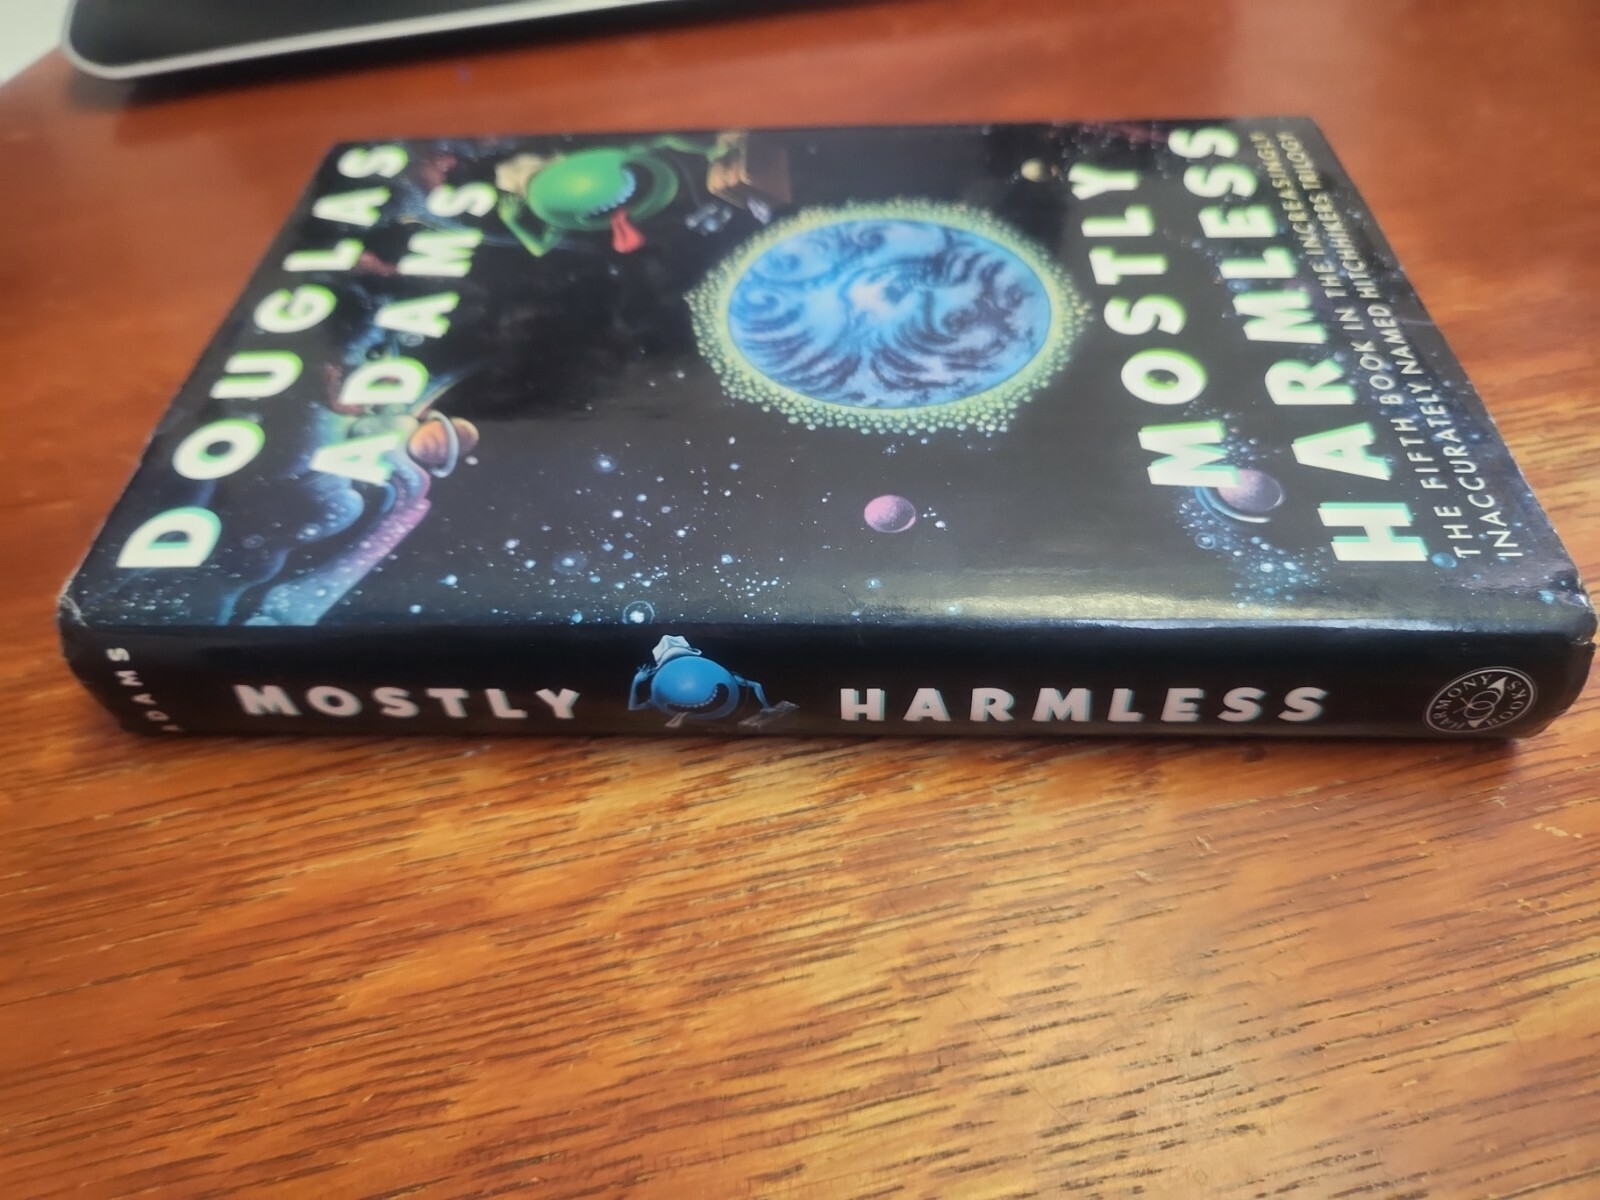 DOUGLAS
ADAMS
MOSTLY
HARMLESS
THE FIFTH BOOK IN THE INCREASINGLY
INACCURATELY NAMED HITCHHIKERS TRILOGY
ADAMS
MOSTLY HARMLESS
HARMONY
BOOKS